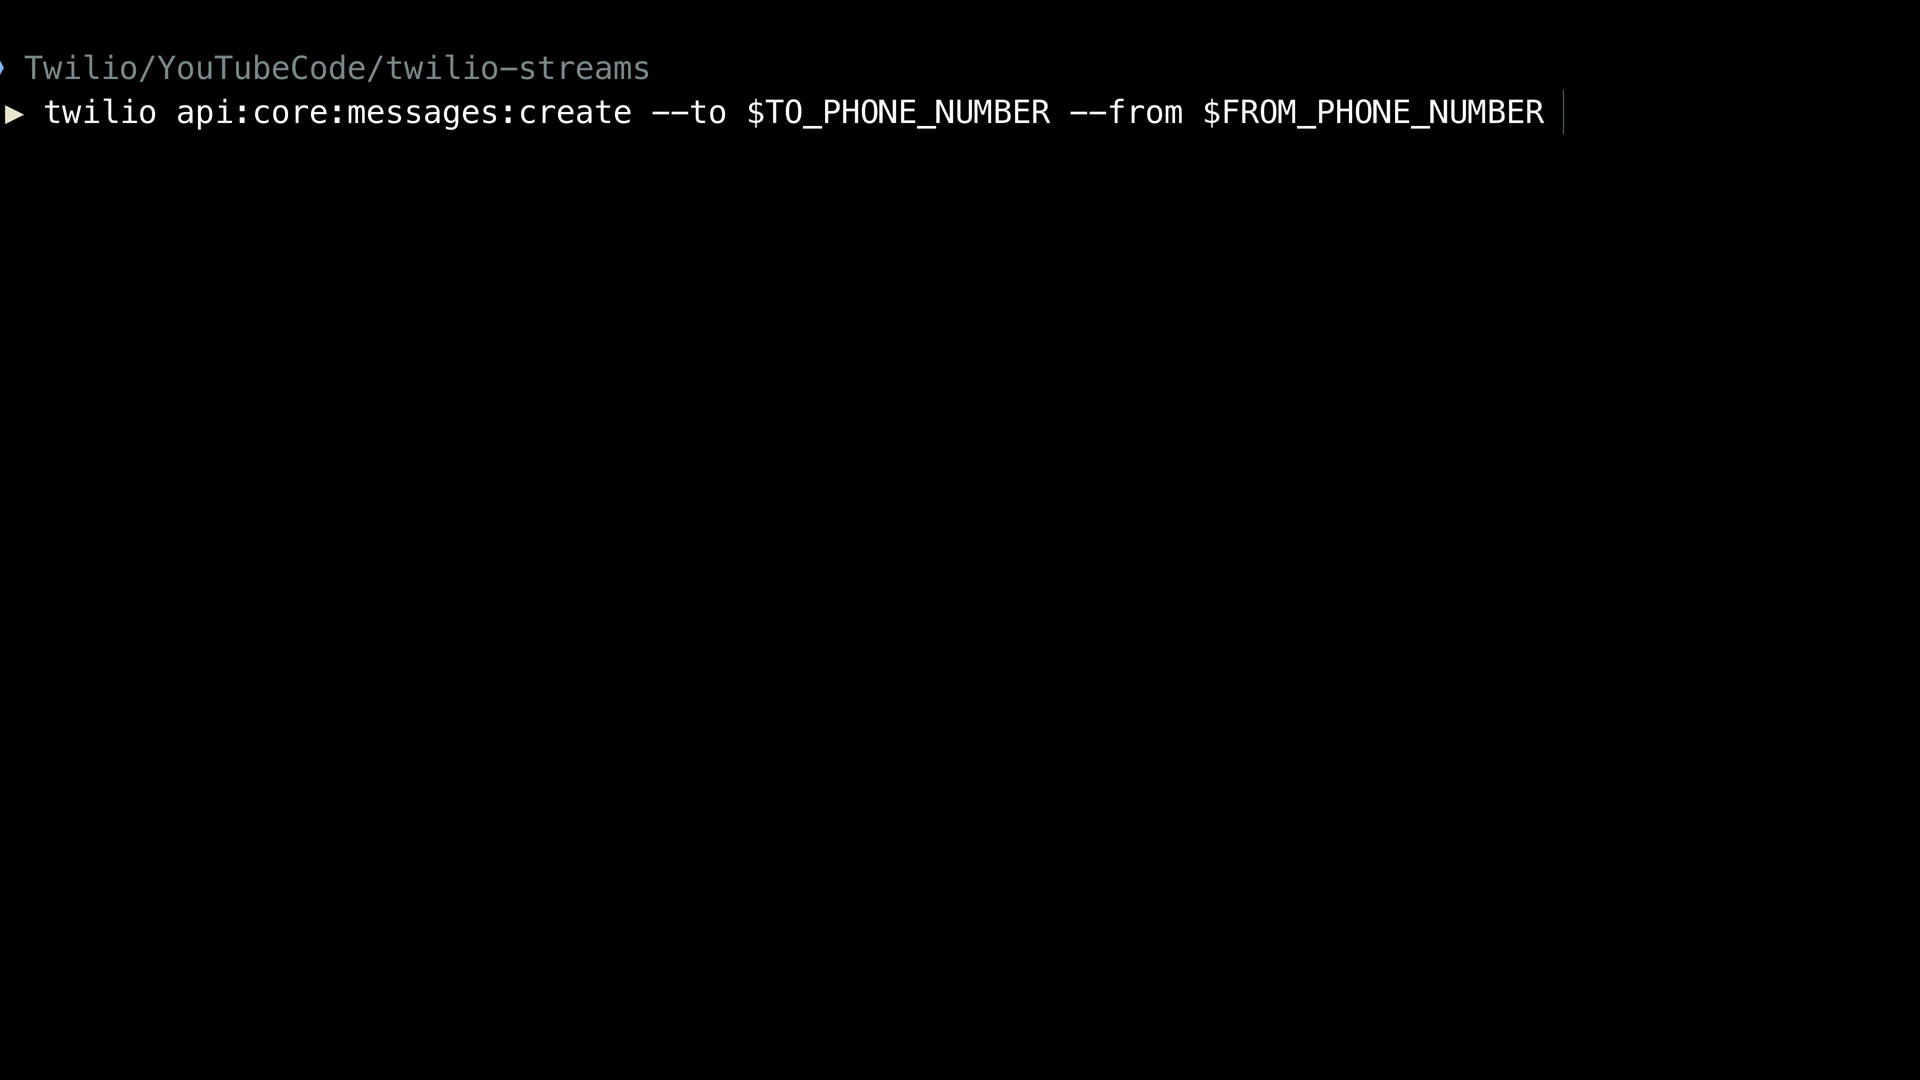 Twilio/YouTubeCode/twilio-streams
▶ twilio api:core:messages:create --to $TO_PHONE_NUMBER --from $FROM_PHONE_NUMBER